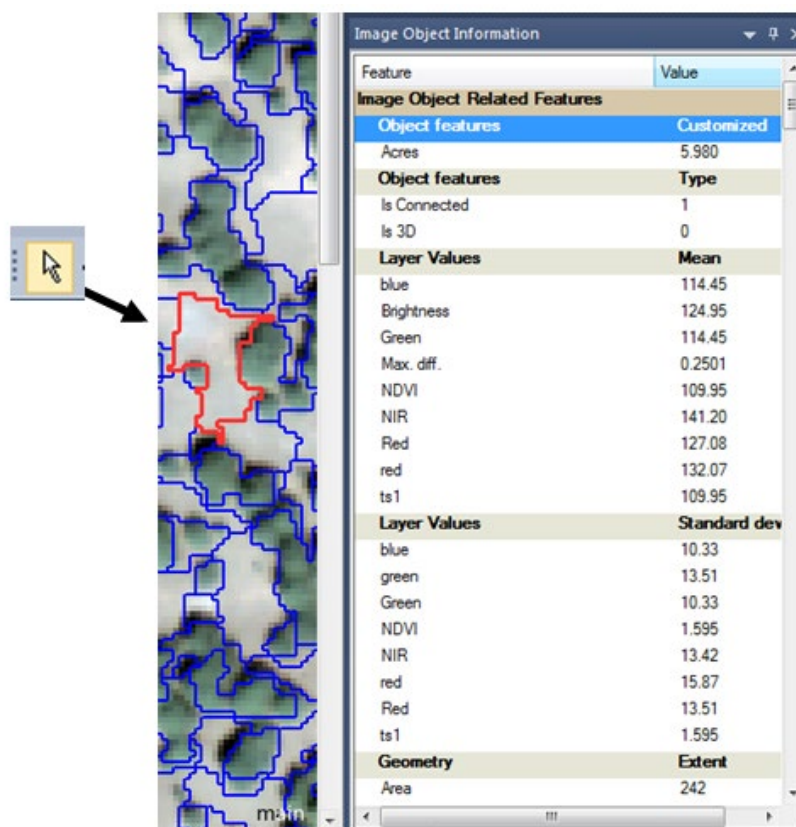 Image Object Information
Feature Value
Image Object Related Features
Object features Customized
Acres 5.980
Object features Type
Is Connected 1
Is 3D 0
Layer Values Mean
blue 114.45
Brightness 124.95
Green 114.45
Max. diff. 0.2501
NDVI 109.95
NIR 141.20
Red 127.08
red 132.07
ts1 109.95
Layer Values Standard dev
blue 10.33
green 13.51
Green 10.33
NDVI 1.595
NIR 13.42
red 15.87
Red 13.51
ts1 1.595
Geometry Extent
Area 242
main